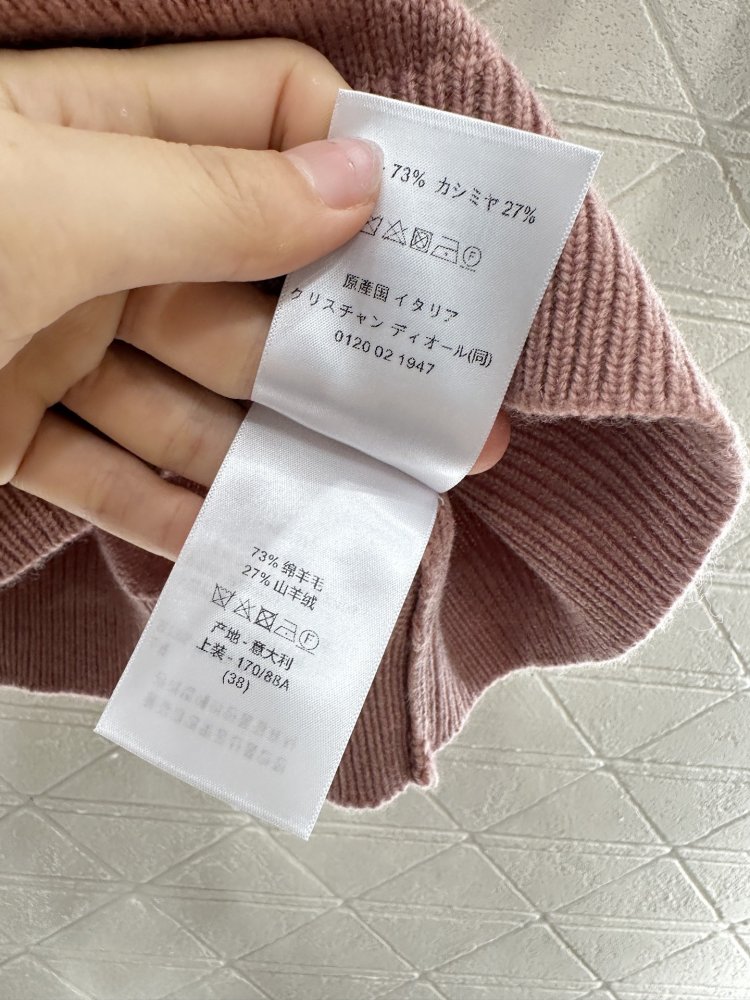 73% カシミヤ 27%
F
原産国 イタリア
クリスチャン ディオール(同)
0120 02 1947
73% 绵羊毛
27% 山羊绒
F
产地 - 意大利
上装 - 170/88A
(38)